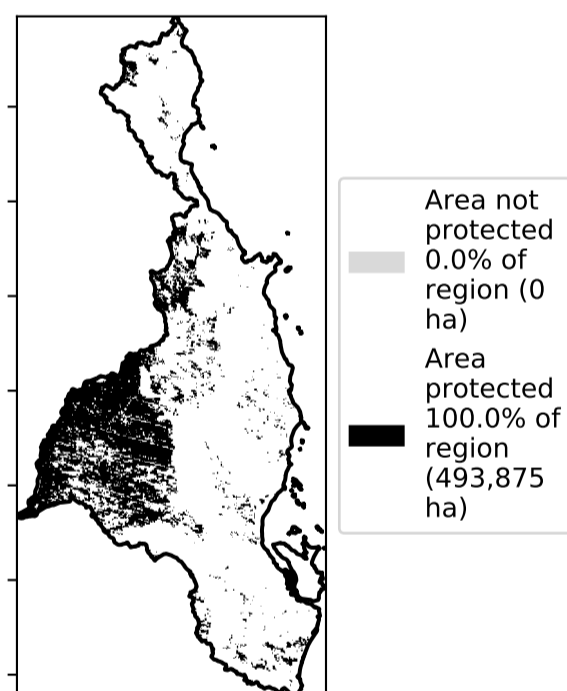 Area not
protected
0.0% of
region (0
ha)
Area
protected
100.0% of
region
(493,875
ha)